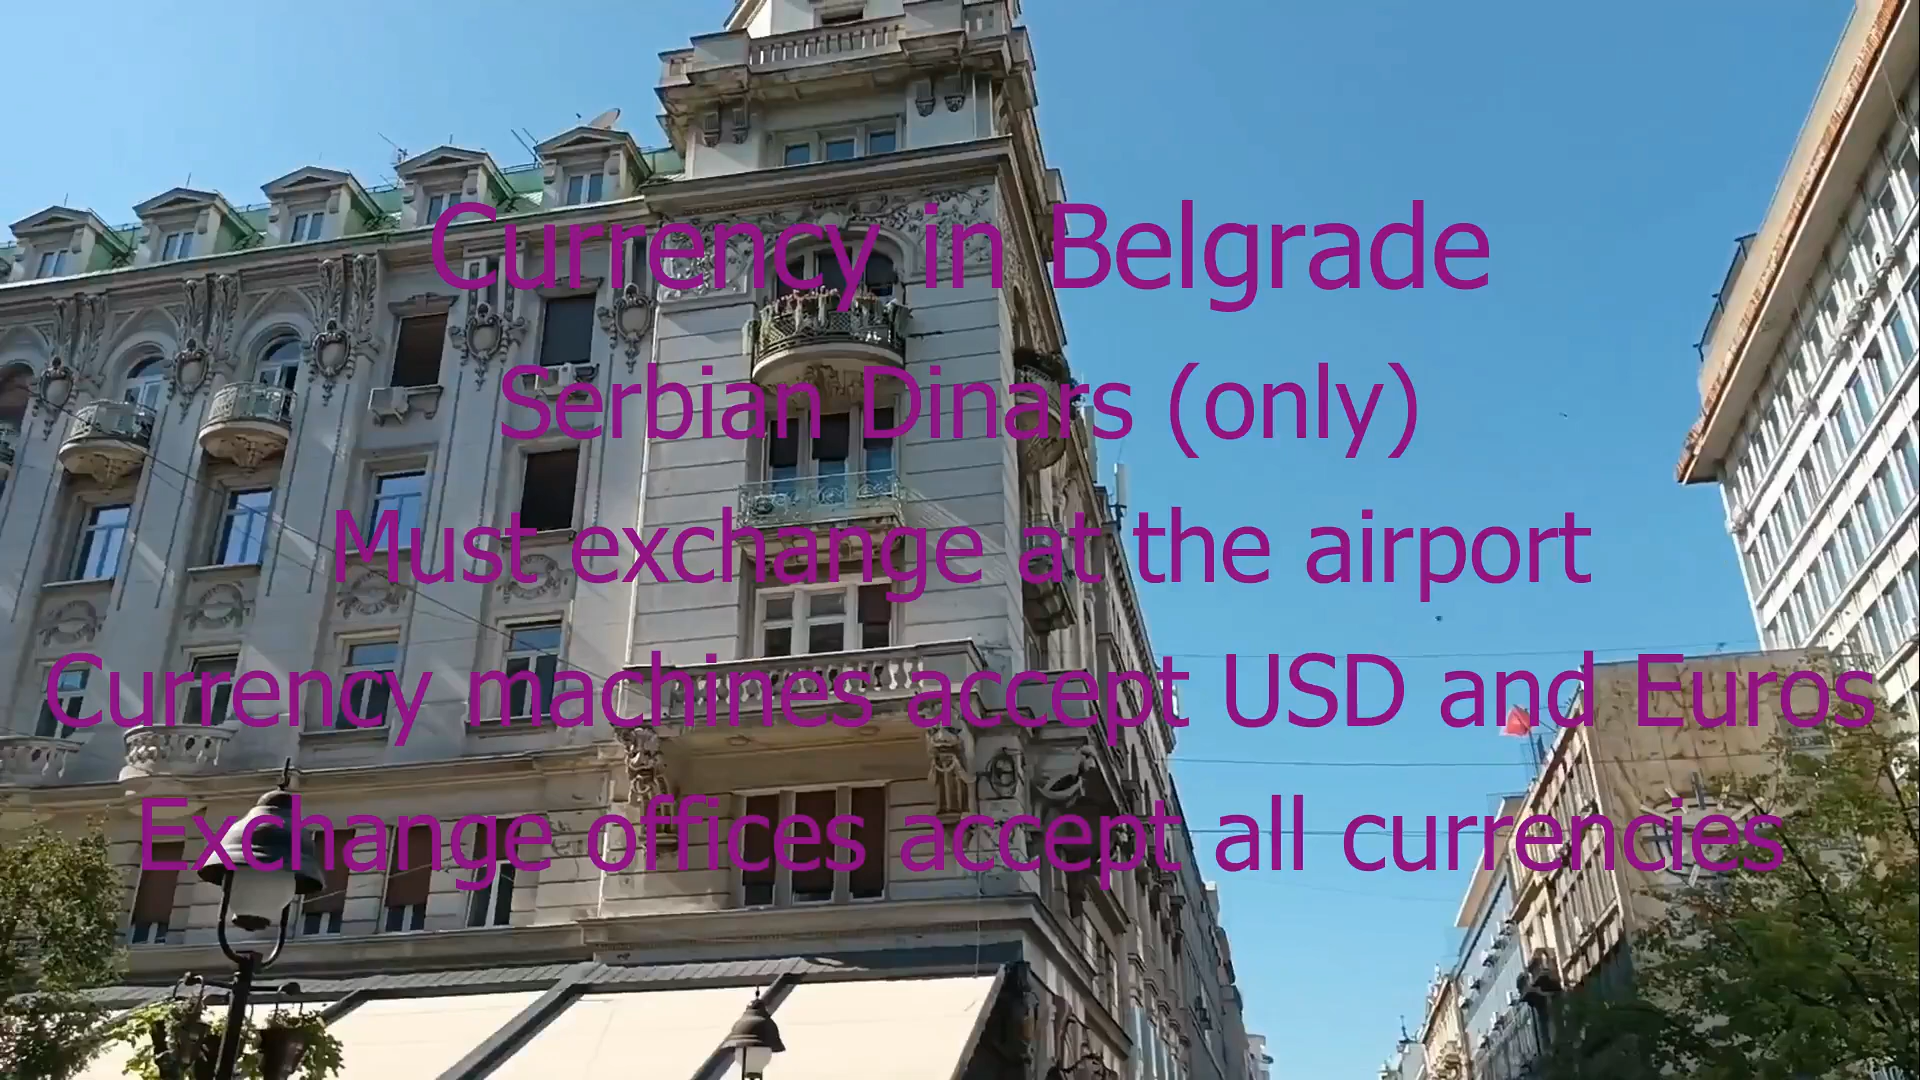 Currency in Belgrade
Serbian Dinars (only)
Must exchange at the airport
Currency machines accept USD and Euros
Exchange offices accept all currencies